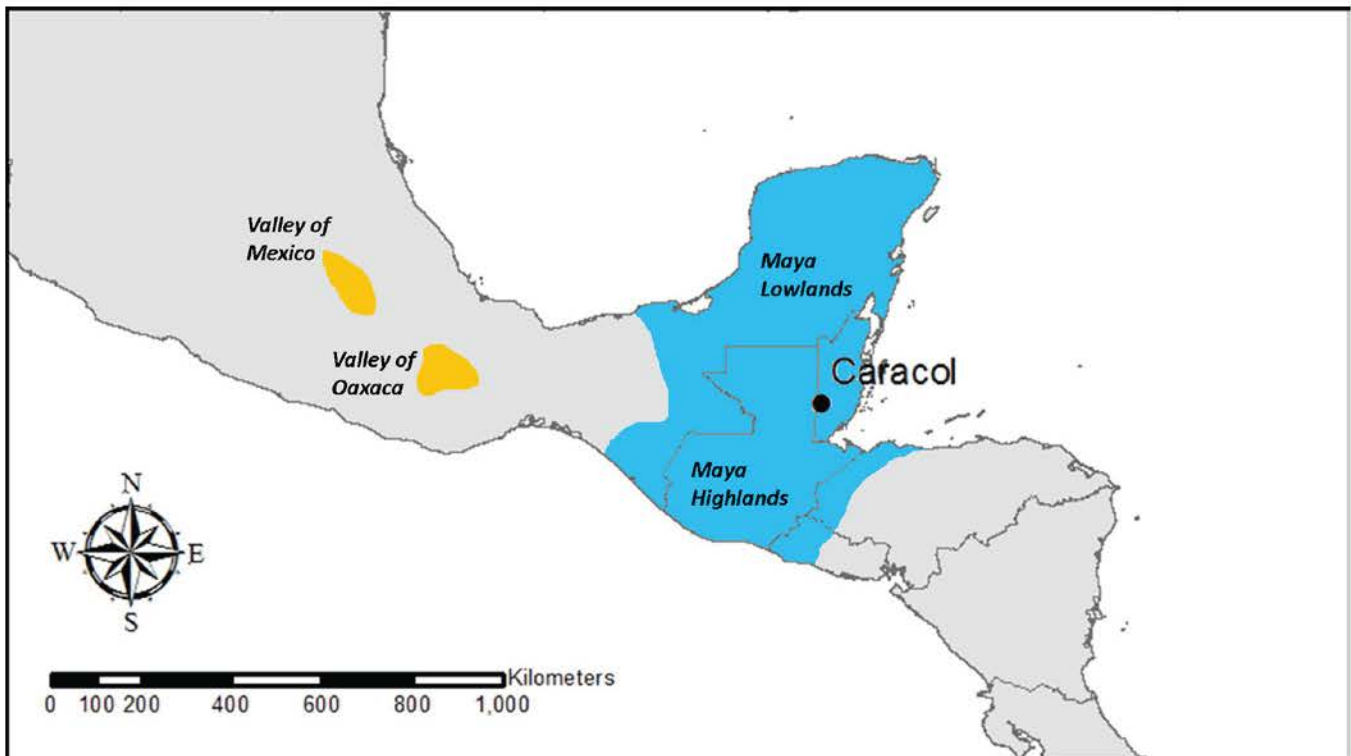 Valley of
Mexico
Maya
Lowlands
Valley of
Oaxaca
Caracol
Maya
Highlands
N
W E
S
Kilometers
0 100 200 400 600 800 1,000